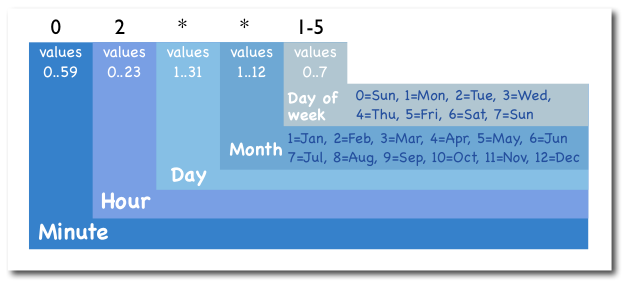 0 2 * * 1-5
values values values values values
0..59 0..23 1..31 1..12 0..7
Day of week
0=Sun, 1=Mon, 2=Tue, 3=Wed,
4=Thu, 5=Fri, 6=Sat, 7=Sun
Month
1=Jan, 2=Feb, 3=Mar, 4=Apr, 5=May, 6=Jun
7=Jul, 8=Aug, 9=Sep, 10=Oct, 11=Nov, 12=Dec
Day
Hour
Minute